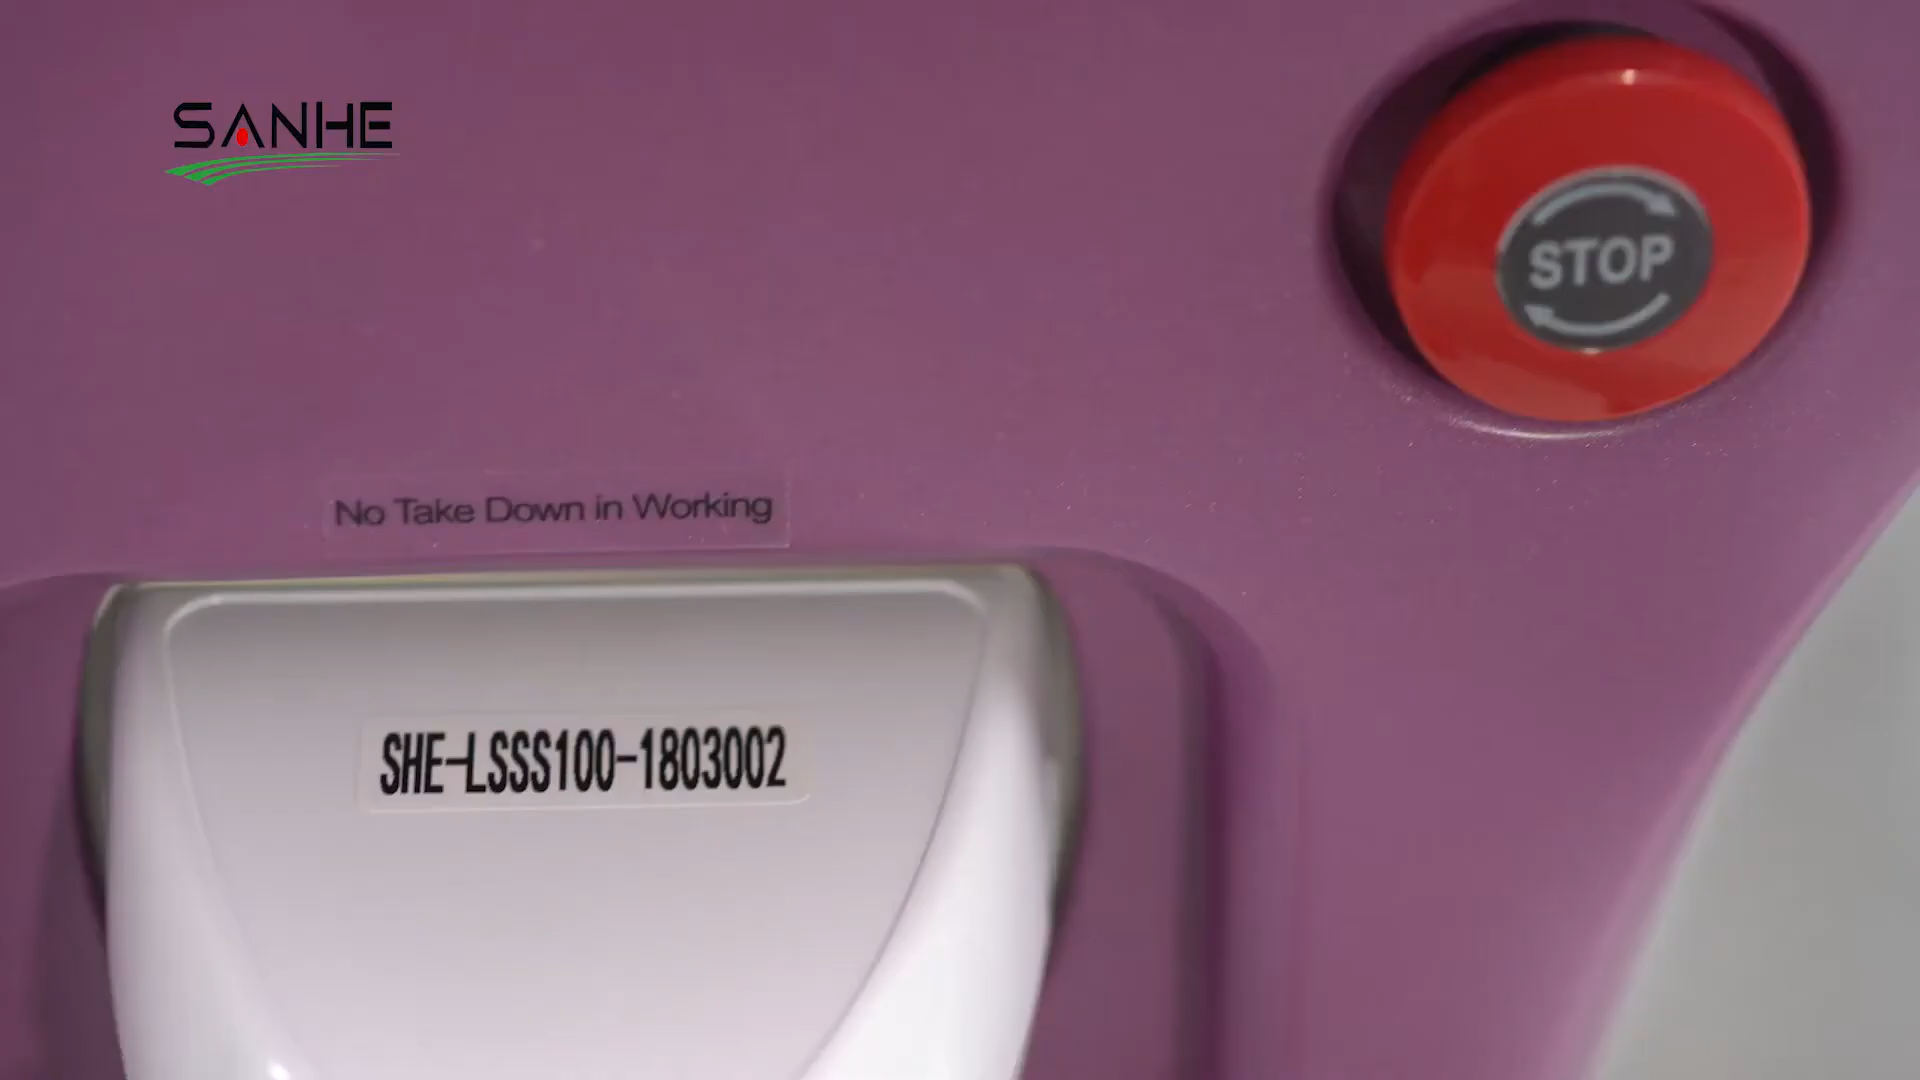 SANHE
STOP
No Take Down in Working
SHE-LSSS100-1803002